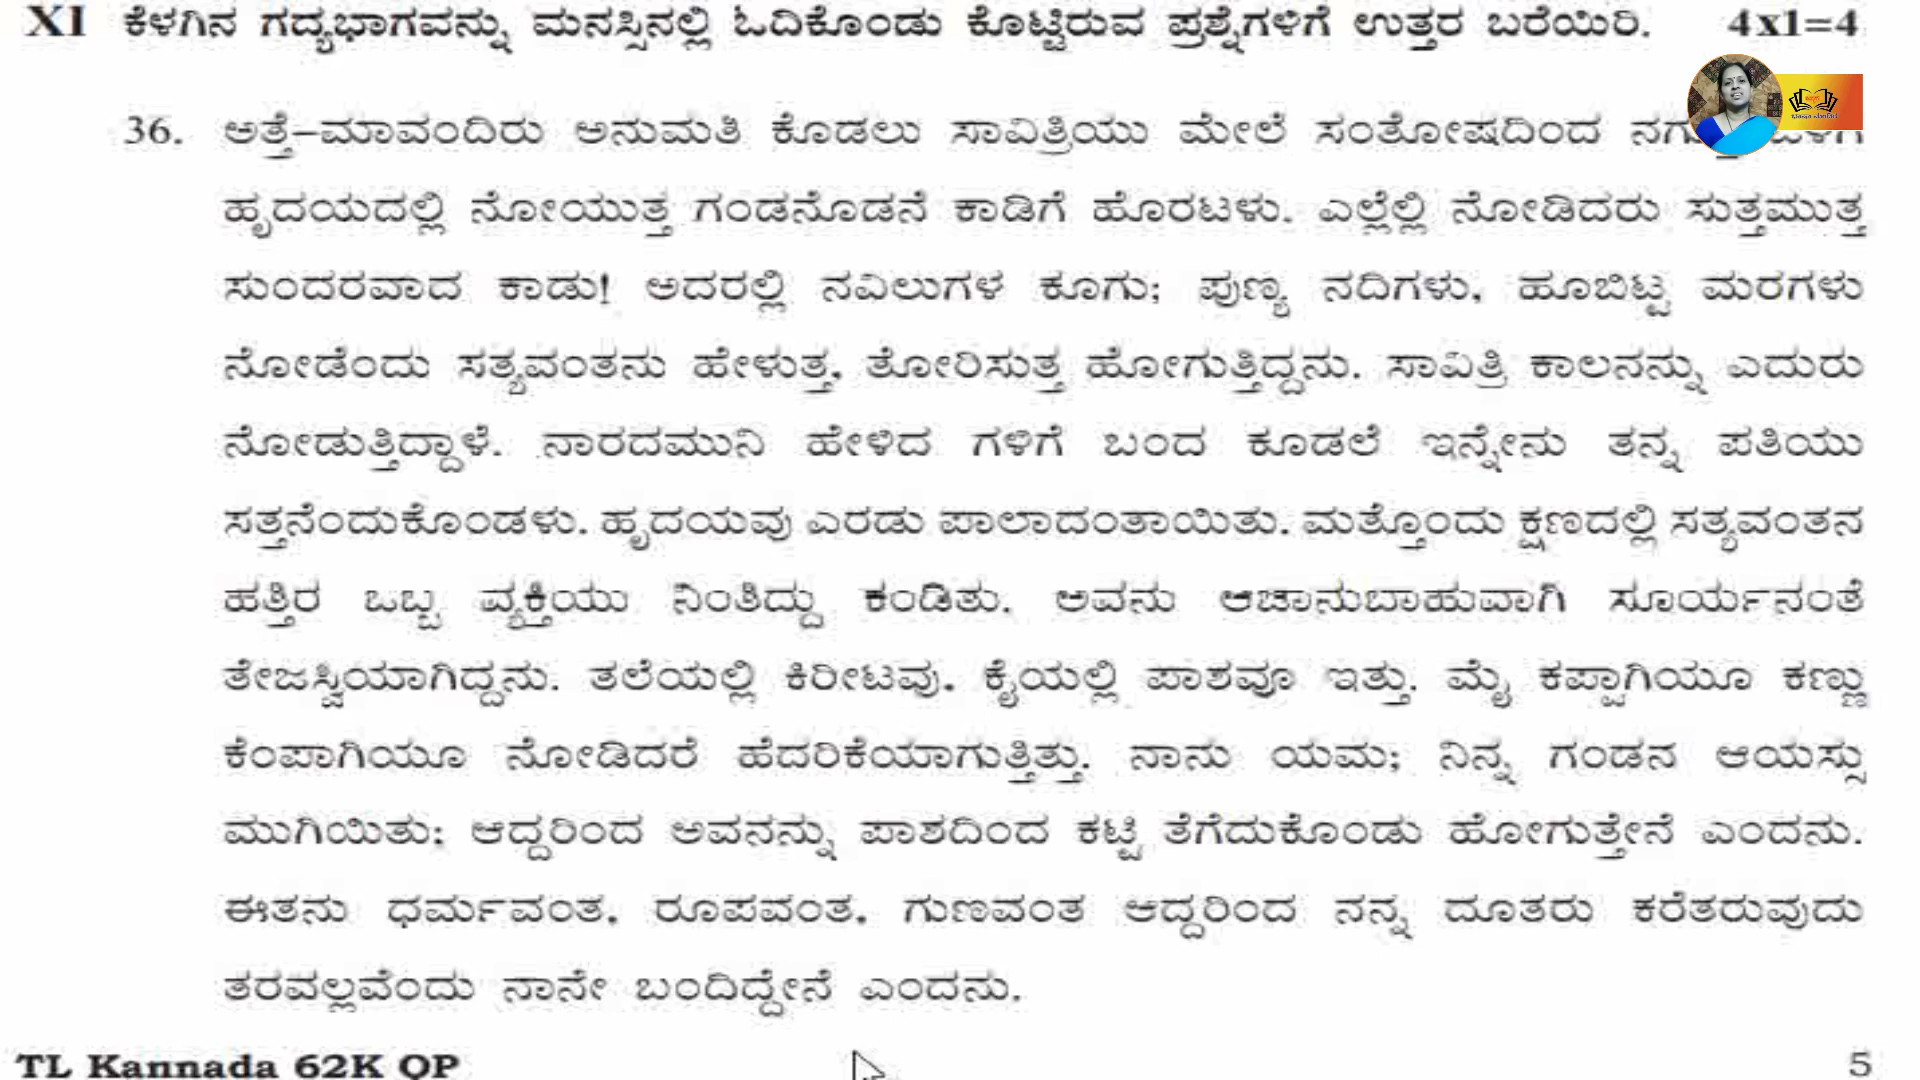 XI ಕೆಳಗಿನ ಗದ್ಯಭಾಗವನ್ನು ಮನಸ್ಸಿನಲ್ಲಿ ಓದಿಕೊಂಡು ಕೊಟ್ಟಿರುವ ಪ್ರಶ್ನೆಗಳಿಗೆ ಉತ್ತರ ಬರೆಯಿರಿ. 4x1=4
36. ಅತ್ತೆ-ಮಾವಂದಿರು ಅನುಮತಿ ಕೊಡಲು ಸಾವಿತ್ರಿಯು ಮೇಲೆ ಸಂತೋಷದಿಂದ
ಹೃದಯದಲ್ಲಿ ನೋಯುತ್ತ ಗಂಡನೊಡನೆ ಕಾಡಿಗೆ ಹೊರಟಳು. ಎಲ್ಲೆಲ್ಲಿ ನೋಡಿದರು ಸುತ್ತಮುತ್ತ
ಸುಂದರವಾದ ಕಾಡು! ಅದರಲ್ಲಿ ನವಿಲುಗಳ ಕೂಗು; ಪುಣ್ಯ ನದಿಗಳು, ಹೂಬಿಟ್ಟ ಮರಗಳು
ನೋಡೆಂದು ಸತ್ಯವಂತನು ಹೇಳುತ್ತ, ತೋರಿಸುತ್ತ ಹೋಗುತ್ತಿದ್ದನು. ಸಾವಿತ್ರಿ ಕಾಲನನ್ನು ಎದುರು
ನೋಡುತ್ತಿದ್ದಾಳೆ. ನಾರದಮುನಿ ಹೇಳಿದ ಗಳಿಗೆ ಬಂದ ಕೂಡಲೆ ಇನ್ನೇನು ತನ್ನ ಪತಿಯು
ಸತ್ತನೆಂದುಕೊಂಡಳು. ಹೃದಯವು ಎರಡು ಪಾಲಾದಂತಾಯಿತು. ಮತ್ತೊಂದು ಕ್ಷಣದಲ್ಲಿ ಸತ್ಯವಂತನ
ಹತ್ತಿರ ಒಬ್ಬ ವ್ಯಕ್ತಿಯು ನಿಂತಿದ್ದು ಕಂಡಿತು. ಅವನು ಆಚಾನುಬಾಹುವಾಗಿ ಸೂರ್ಯನಂತೆ
ತೇಜಸ್ವಿಯಾಗಿದ್ದನು. ತಲೆಯಲ್ಲಿ ಕಿರೀಟವು, ಕೈಯಲ್ಲಿ ಪಾಶವೂ ಇತ್ತು. ಮೈ ಕಪ್ಪಾಗಿಯೂ ಕಣ್ಣು
ಕೆಂಪಾಗಿಯೂ ನೋಡಿದರೆ ಹೆದರಿಕೆಯಾಗುತ್ತಿತ್ತು. ನಾನು ಯಮ; ನಿನ್ನ ಗಂಡನ ಆಯಸ್ಸು
ಮುಗಿಯಿತು; ಆದ್ದರಿಂದ ಅವನನ್ನು ಪಾಶದಿಂದ ಕಟ್ಟಿ ತೆಗೆದುಕೊಂಡು ಹೋಗುತ್ತೇನೆ ಎಂದನು.
ಈತನು ಧರ್ಮವಂತ, ರೂಪವಂತ, ಗುಣವಂತ ಆದ್ದರಿಂದ ನನ್ನ ದೂತರು ಕರೆತರುವುದು
ತರವಲ್ಲವೆಂದು ನಾನೇ ಬಂದಿದ್ದೇನೆ ಎಂದನು.
TL Kannada 62K QP 5